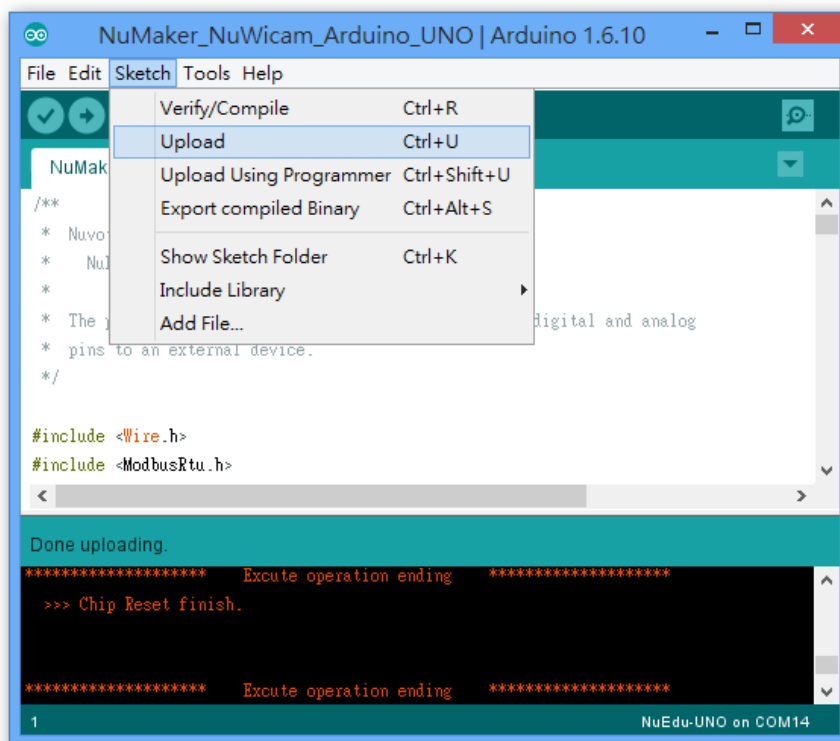 NuMaker_NuWicam_Arduino_UNO | Arduino 1.6.10
File Edit Sketch Tools Help
Verify/Compile Ctrl+R
Upload Ctrl+U
Upload Using Programmer Ctrl+Shift+U
Export compiled Binary Ctrl+Alt+S
Show Sketch Folder Ctrl+K
Include Library
Add File...
NuMak
/**
* Nuvo
*
*
* The digital and analog
* pins to an external device.
*/
#include <Wire.h>
#include <ModbusRtu.h>
Done uploading.
******************** Excute operation ending ********************
>>> Chip Reset finish.
******************** Excute operation ending ********************
1 NuEdu-UNO on COM14